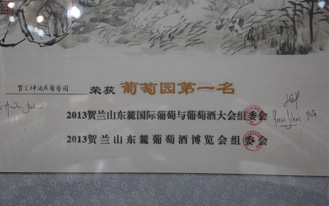 贺兰神酒庄葡萄园 荣获 葡萄园第一名
2013贺兰山东麓国际葡萄与葡萄酒大会组委会
2013贺兰山东麓葡萄酒博览会组委会